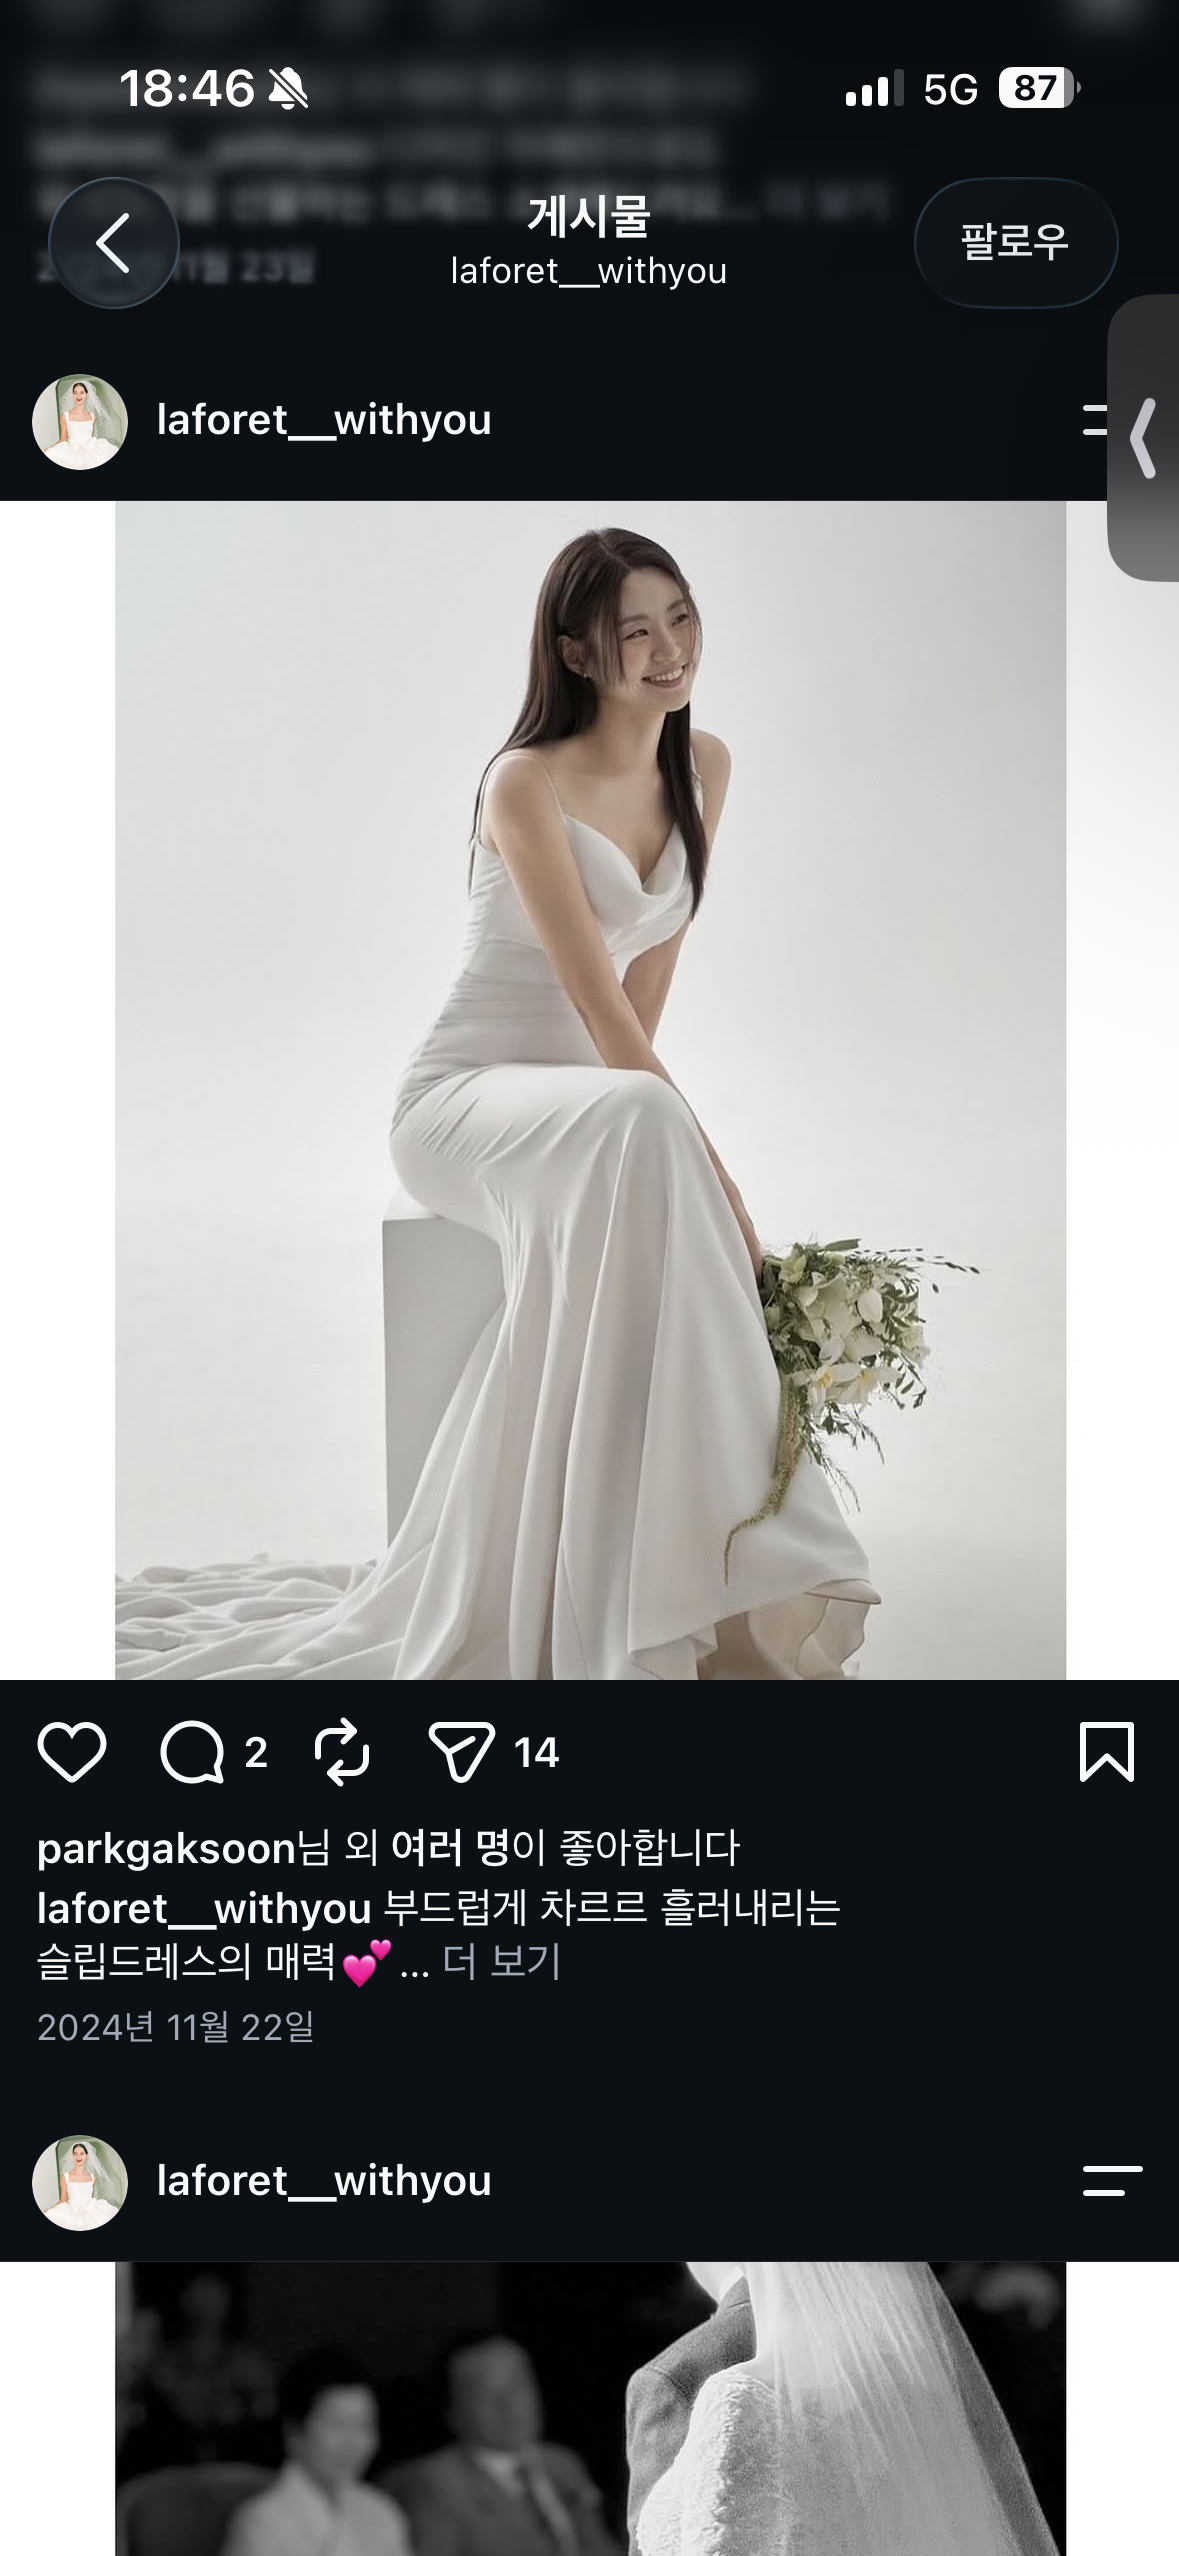 18:46 5G 87
게시물
laforet__withyou
팔로우
laforet__withyou
2 14
parkgaksoon님 외 여러 명이 좋아합니다
laforet__withyou 부드럽게 차르르 흘러내리는
슬립드레스의 매력💕... 더 보기
2024년 11월 22일
laforet__withyou